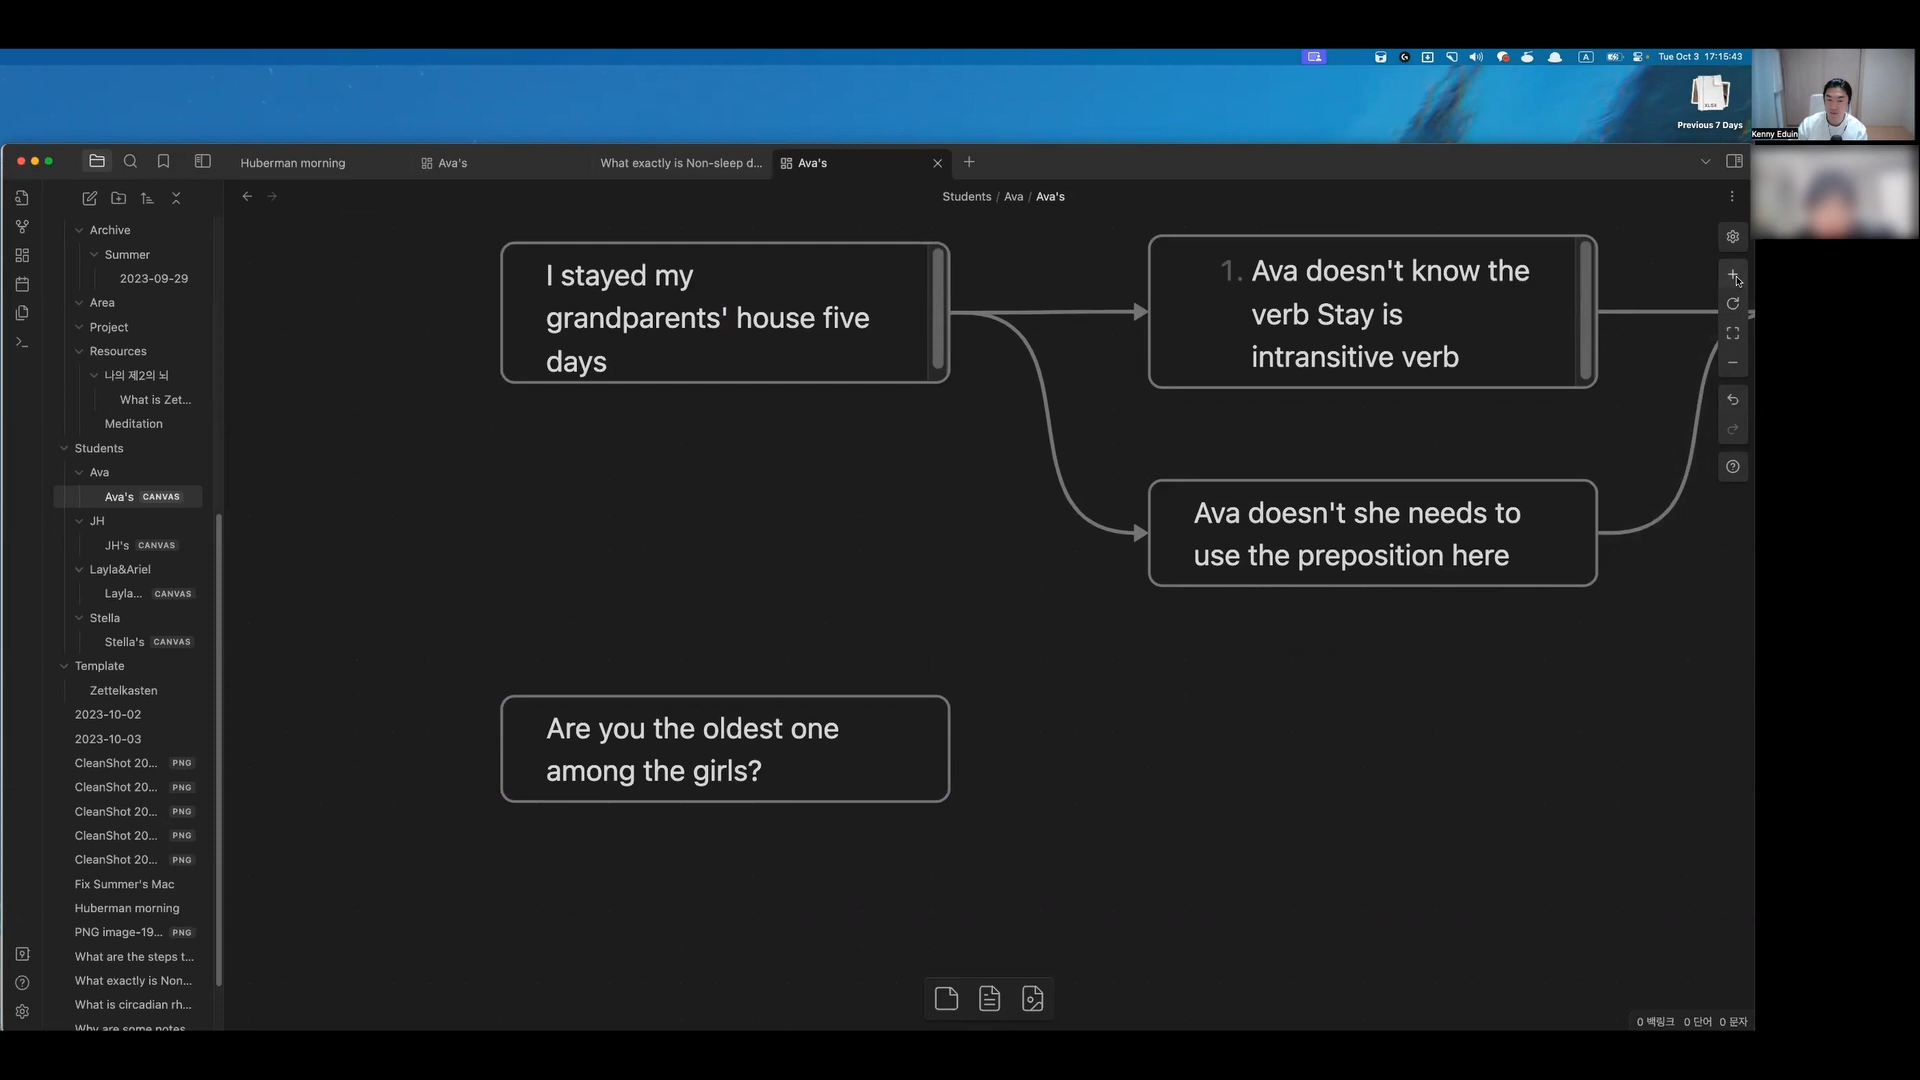 Tue Oct 3 17:15:43
XLSX
Previous 7 Days
Kenny Eduin
Huberman morning
Ava's
What exactly is Non-sleep d...
Ava's
Students / Ava / Ava's
Archive
Summer
2023-09-29
Area
Project
Resources
나의 제2의 뇌
What is Zet...
Meditation
Students
Ava
Ava's CANVAS
JH
JH's CANVAS
Layla&Ariel
Layla... CANVAS
Stella
Stella's CANVAS
Template
Zettelkasten
2023-10-02
2023-10-03
CleanShot 20... PNG
CleanShot 20... PNG
CleanShot 20... PNG
CleanShot 20... PNG
CleanShot 20... PNG
Fix Summer's Mac
Huberman morning
PNG image-19... PNG
What are the steps t...
What exactly is Non...
What is circadian rh...
Why are some notes
I stayed my
grandparents' house five
days
1. Ava doesn't know the
verb Stay is
intransitive verb
Ava doesn't she needs to
use the preposition here
Are you the oldest one
among the girls?
0 백링크 0 단어 0 문자